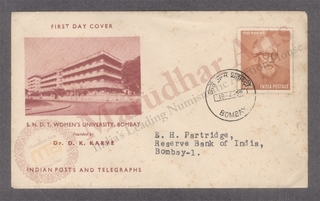 FIRST DAY COVER
INDIA POSTAGE
S. N. D. T. WOMEN'S UNIVERSITY, BOMBAY
Founded by
Dr. D. K. KARVE
BOMBAY
E. H. Partridge,
Reserve Bank of India,
Bombay-1.
INDIAN POSTS AND TELEGRAPHS